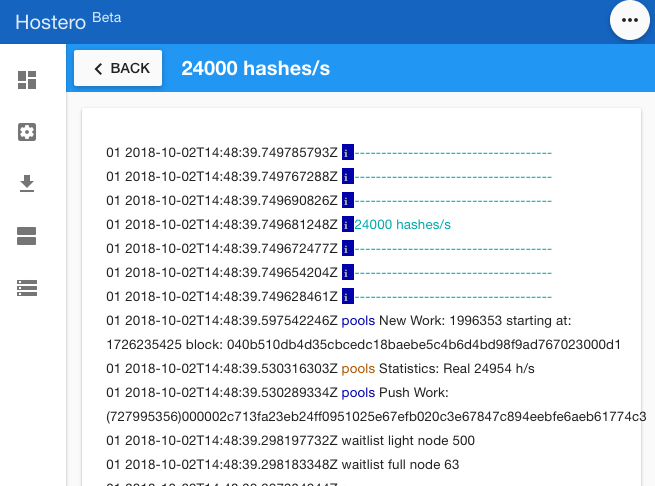 Hostero Beta
BACK 24000 hashes/s
01 2018-10-02T14:48:39.749785793Z i -------------------------------------
01 2018-10-02T14:48:39.749767288Z i -------------------------------------
01 2018-10-02T14:48:39.749690826Z i -------------------------------------
01 2018-10-02T14:48:39.749681248Z i 24000 hashes/s
01 2018-10-02T14:48:39.749672477Z i -------------------------------------
01 2018-10-02T14:48:39.749654204Z i -------------------------------------
01 2018-10-02T14:48:39.749628461Z i -------------------------------------
01 2018-10-02T14:48:39.597542246Z pools New Work: 1996353 starting at:
1726235425 block: 040b510db4d35cbcedc18baebe5c4b6d4bd98f9ad767023000d1
01 2018-10-02T14:48:39.530316303Z pools Statistics: Real 24954 h/s
01 2018-10-02T14:48:39.530289334Z pools Push Work:
(727995356)000002c713fa23eb24ff0951025e67efb020c3e67847c894eebfe6aeb61774c3
01 2018-10-02T14:48:39.298197732Z waitlist light node 500
01 2018-10-02T14:48:39.298183348Z waitlist full node 63